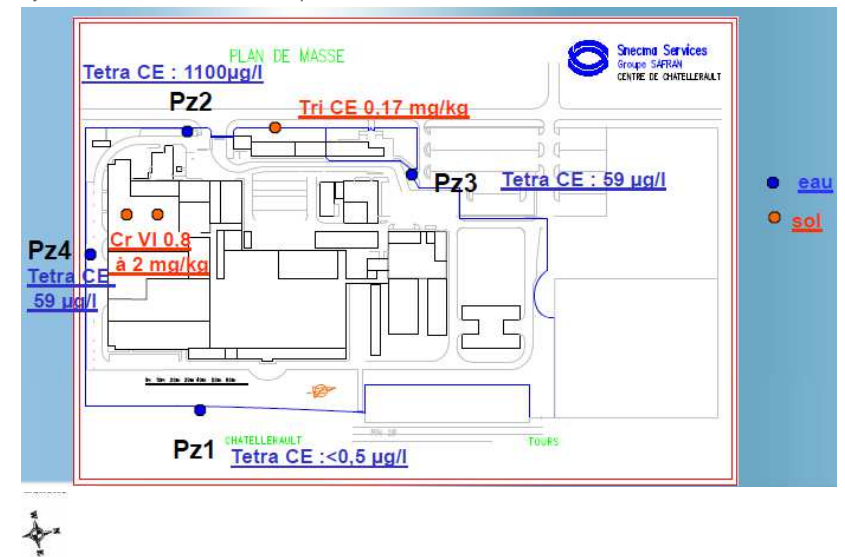 PLAN DE MASSE
Snecma Services
Groupe SAFRAN
CENTRE DE CHATELLERAULT
Tetra CE : 1100µg/l
Pz2
Tri CE 0,17 mg/kg
Pz3
Tetra CE : 59 µg/l
eau
sol
Cr VI 0.8
à 2 mg/kg
Pz4
Tetra CE
59 µg/l
Pz1
CHATELLERAULT
Tetra CE :<0,5 µg/l
TOURS